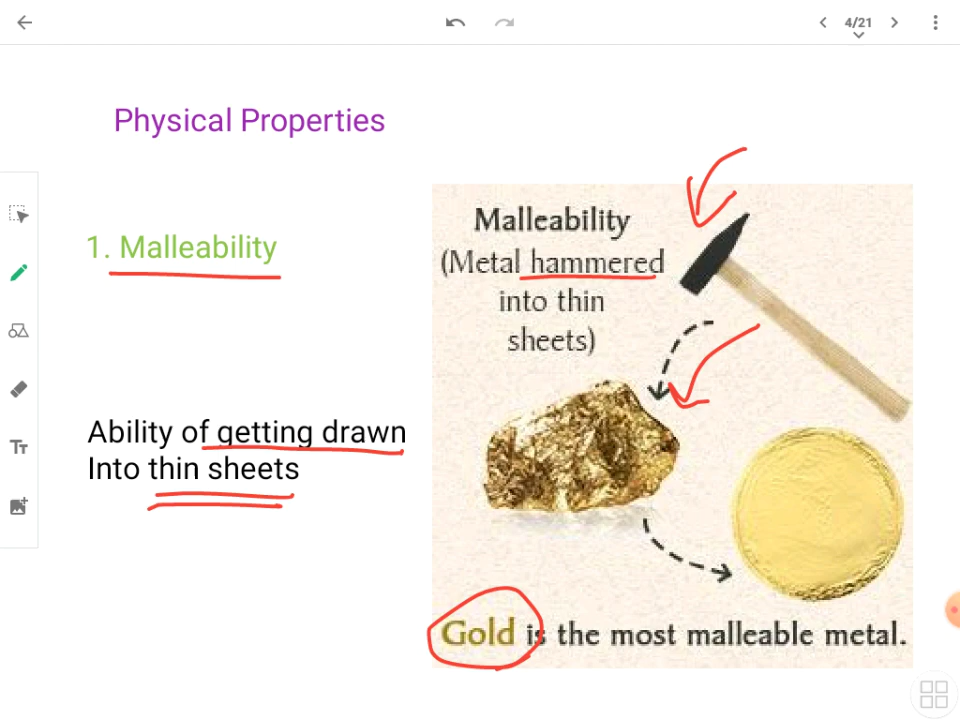 4/21
Physical Properties
1. Malleability
Ability of getting drawn
Into thin sheets
Malleability
(Metal hammered
into thin
sheets)
Gold is the most malleable metal.
Tт